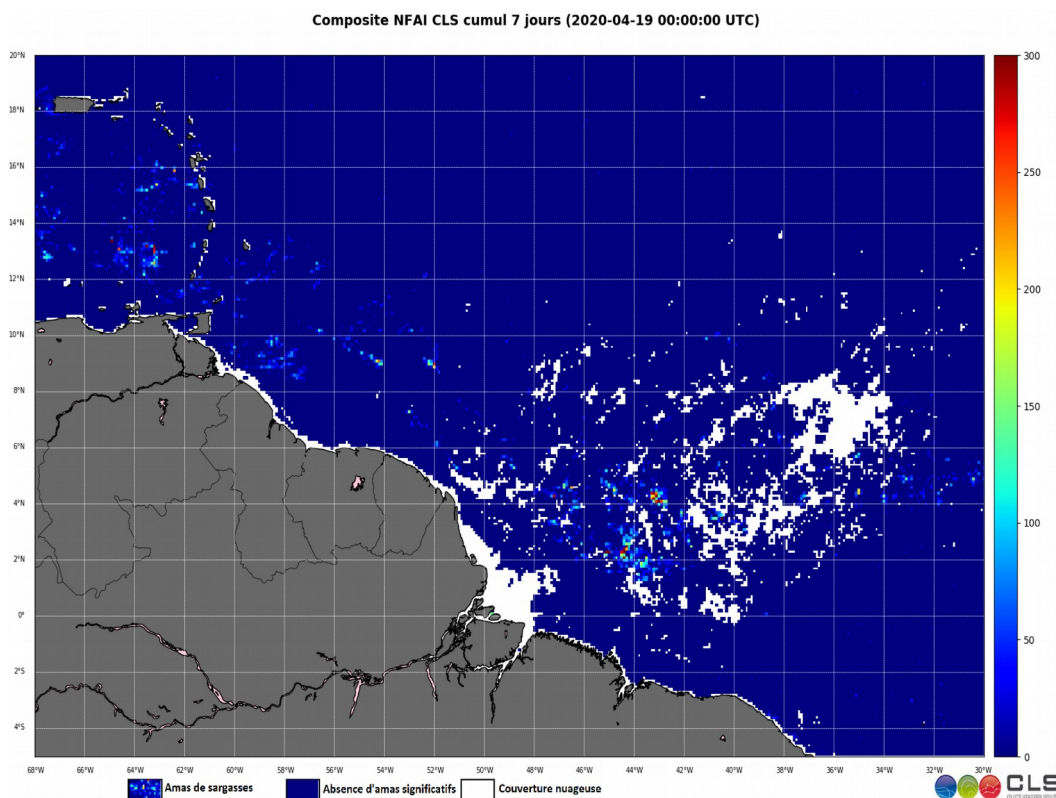 Composite NFAI CLS cumul 7 jours (2020-04-19 00:00:00 UTC)
20°N
18°N
16°N
14°N
12°N
10°N
8°N
6°N
4°N
2°N
0°
2°S
4°S
300
250
200
150
100
50
0
68°W 66°W 64°W 62°W 60°W 58°W 56°W 54°W 52°W 50°W 48°W 46°W 44°W 42°W 40°W 38°W 36°W 34°W 32°W 30°W
Amas de sargasses Absence d'amas significatifs Couverture nuageuse
CLS